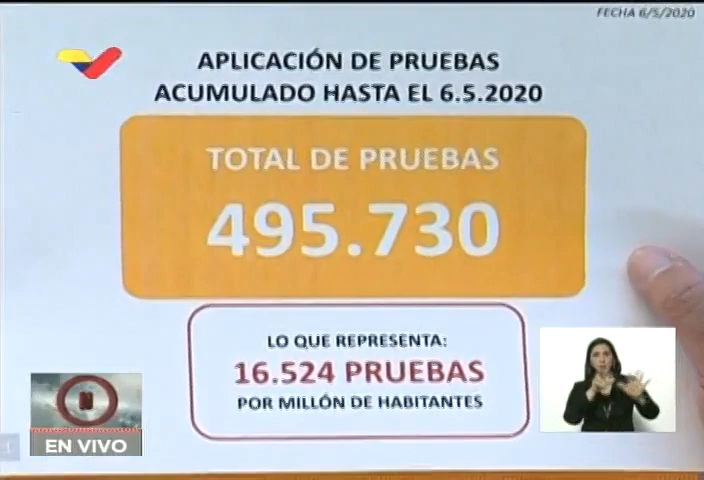 FECHA 6/5/2020
APLICACIÓN DE PRUEBAS
ACUMULADO HASTA EL 6.5.2020
TOTAL DE PRUEBAS
495.730
LO QUE REPRESENTA:
16.524 PRUEBAS
POR MILLÓN DE HABITANTES
EN VIVO